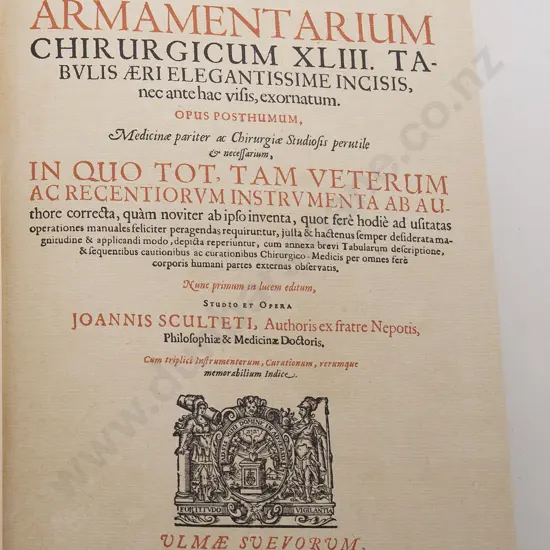 ARMAMENTARIUM
CHIRURGICUM XLIII. TA-
BVLIS ÆRI ELEGANTISSIME INCISIS,
nec ante hac visis, exornatum.
OPUS POSTHUMUM,
Medicinæ pariter ac Chirurgiæ Studiosis perutile
& necessarium,
IN QUO TOT, TAM VETERUM
AC RECENTIORVM INSTRVMENTA AB AU-
thore correcta, quàm noviter ab ipso inventa, quot ferè hodiè ad usitatas
operationes manuales feliciter peragendas requiruntur, justa & hactenus semper desiderata ma-
gnitudine & applicandi modo, depicta reperiuntur, cum annexa brevi Tabularum descriptione,
& sequentibus cautionibus ac curationibus Chirurgico-Medicis per omnes ferè
corporis humani partes externas observatis.
Nunc primum in lucem editum,
STUDIO ET OPERA
JOANNIS SCULTETI, Authoris ex fratre Nepotis,
Philosophiæ & Medicinæ Doctoris,
Cum triplici Instrumentorum, Curationum, rerumque
memorabilium Indice.
FORTITVDO
VIGILANTIA
ULMÆ SUEVORUM,